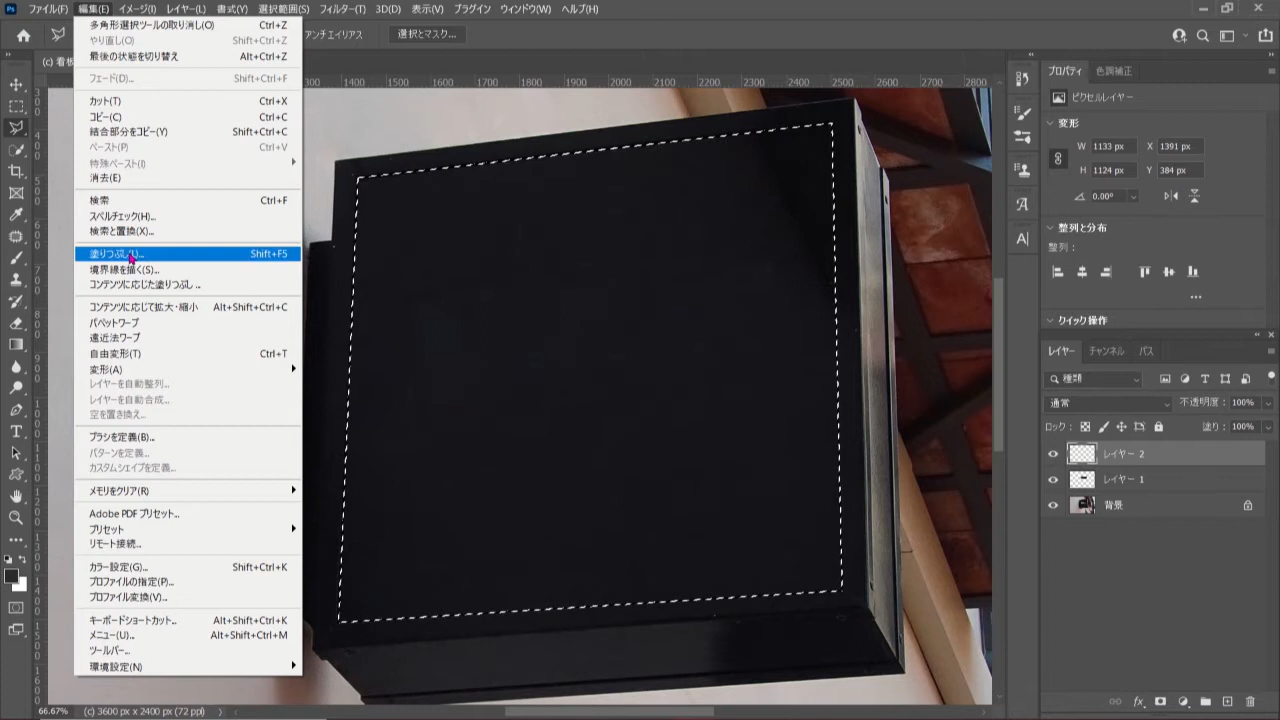 Ps ファイル(F) 編集(E) イメージ(I) レイヤー(L) 書式(Y) 選択範囲(S) フィルター(T) 3D(D) 表示(V) プラグイン ウィンドウ(W) ヘルプ(H)
アンチエイリアス 選択とマスク...
(c) 看板
多角形選択ツールの取り消し(O) Ctrl+Z
やり直し(O) Shift+Ctrl+Z
最後の状態を切り替え Alt+Ctrl+Z
フェード(D)... Shift+Ctrl+F
カット(T) Ctrl+X
コピー(C) Ctrl+C
結合部分をコピー(Y) Shift+Ctrl+C
ペースト(P) Ctrl+V
特殊ペースト(I)
消去(E)
検索 Ctrl+F
スペルチェック(H)...
検索と置換(X)...
塗りつぶし(L)... Shift+F5
境界線を描く(S)...
コンテンツに応じた塗りつぶし ...
コンテンツに応じて拡大・縮小 Alt+Shift+Ctrl+C
パペットワープ
遠近法ワープ
自由変形(T) Ctrl+T
変形(A)
レイヤーを自動整列...
レイヤーを自動合成...
空を置き換え...
ブラシを定義(B)...
パターンを定義...
カスタムシェイプを定義...
メモリをクリア(R)
Adobe PDF プリセット...
プリセット
リモート接続...
カラー設定(G)... Shift+Ctrl+K
プロファイルの指定(P)...
プロファイル変換(V)...
キーボードショートカット... Alt+Shift+Ctrl+K
メニュー(U)... Alt+Shift+Ctrl+M
ツールバー...
環境設定(N)
300 1400 1500 1600 1700 1800 1900 2000 2100 2200 2300 2400 2500 2600 2700 2800
300
400
500
600
700
800
900
1000
1100
1200
1300
1400
1500
1600
プロパティ 色調補正
ピクセルレイヤー
変形
W 1133 px X 1391 px
H 1124 px Y 384 px
0.00°
整列と分布
整列 :
クイック操作
レイヤー チャンネル パス
種類
通常 不透明度 : 100%
ロック : 塗り : 100%
レイヤー 2
レイヤー 1
背景
fx
66.67% (c) 3600 px x 2400 px (72 ppi)